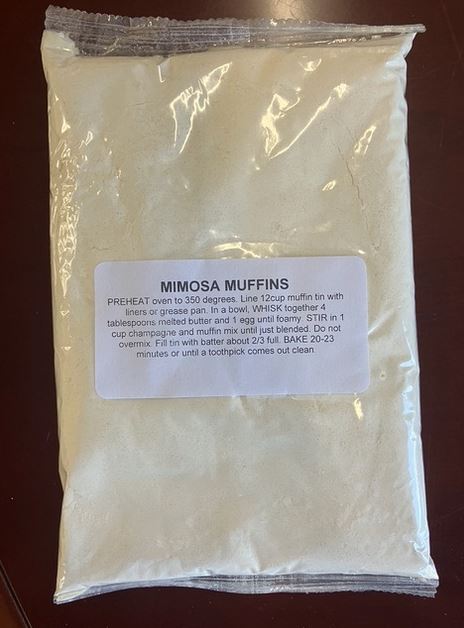 MIMOSA MUFFINS
PREHEAT oven to 350 degrees. Line 12cup muffin tin with
liners or grease pan. In a bowl, WHISK together 4
tablespoons melted butter and 1 egg until foamy. STIR in 1
cup champagne and muffin mix until just blended. Do not
overmix. Fill tin with batter about 2/3 full. BAKE 20-23
minutes or until a toothpick comes out clean.